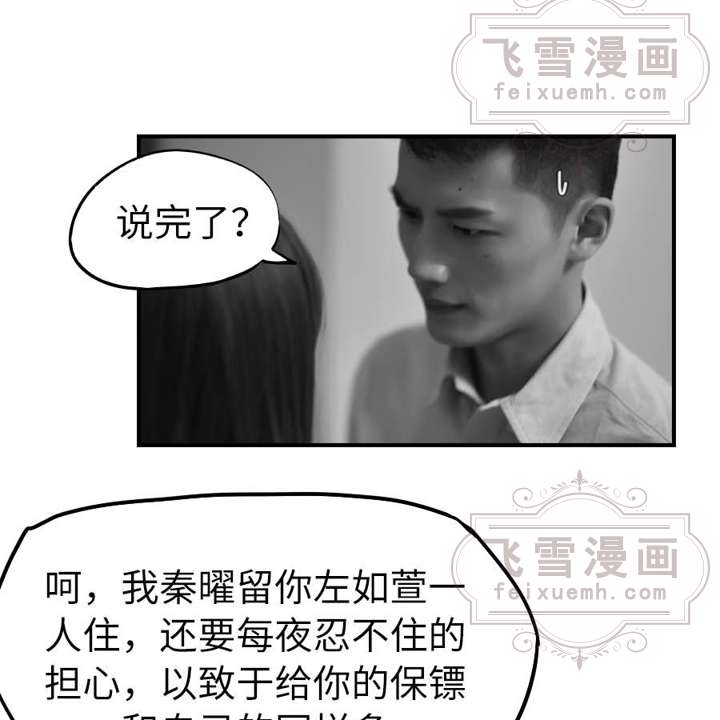 飞雪漫画
feixuemh.com
说完了?
飞雪漫画
feixuemh.com
呵，我秦曜留你左如萱一
人住，还要每夜忍不住的
担心，以致于给你的保镖